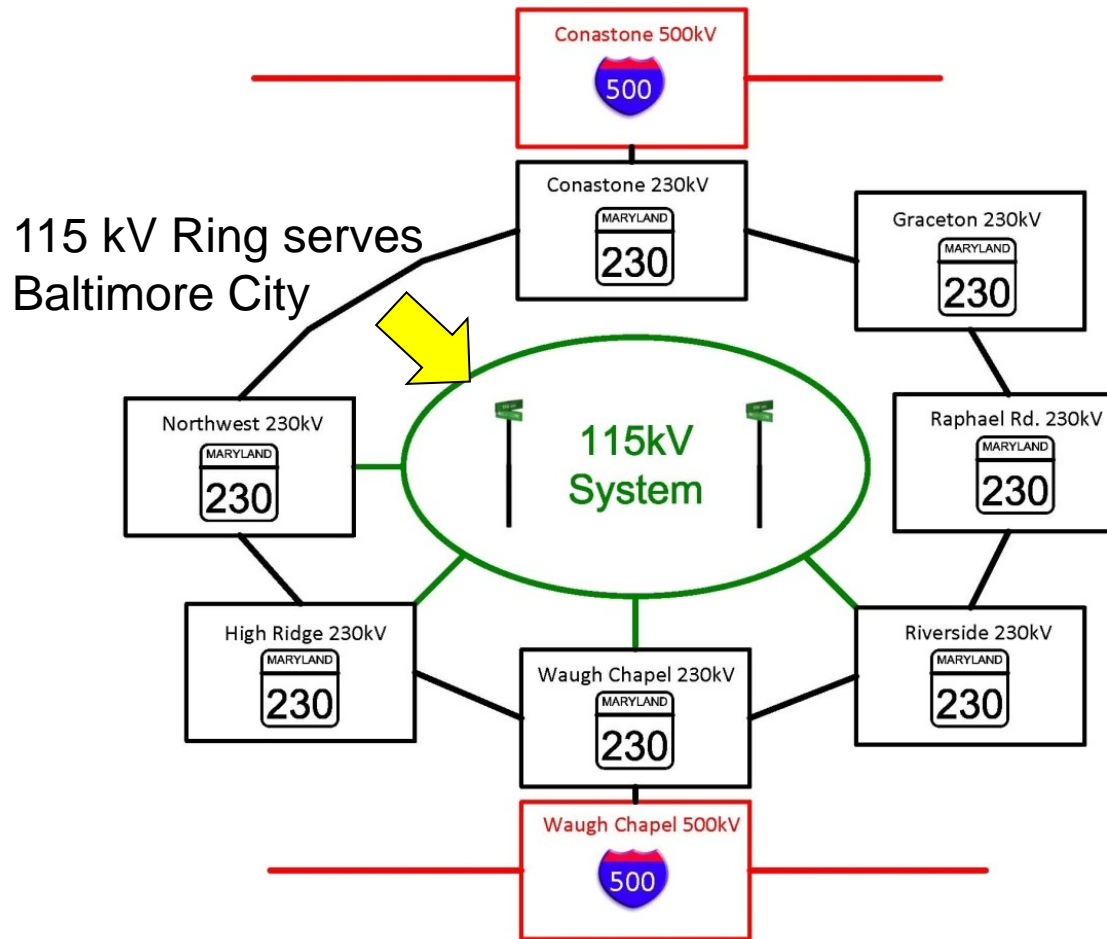 Conastone 500kV
500
Conastone 230kV
MARYLAND
230
Graceton 230kV
MARYLAND
230
115 kV Ring serves
Baltimore City
Northwest 230kV
MARYLAND
230
115kV
System
Raphael Rd. 230kV
MARYLAND
230
High Ridge 230kV
MARYLAND
230
Waugh Chapel 230kV
MARYLAND
230
Riverside 230kV
MARYLAND
230
Waugh Chapel 500kV
500